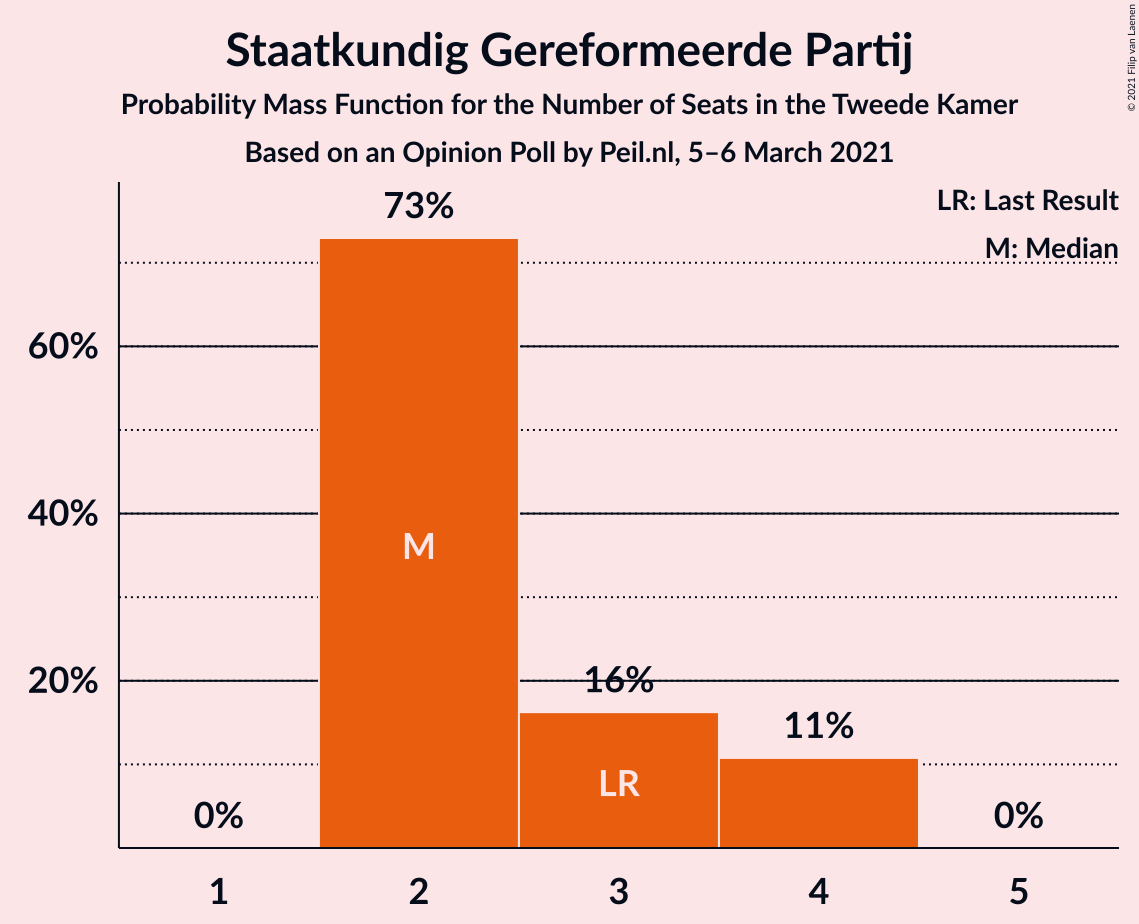 Staatkundig Gereformeerde Partij
Probability Mass Function for the Number of Seats in the Tweede Kamer
Based on an Opinion Poll by Peil.nl, 5–6 March 2021
© 2021 Filip van Laenen
LR: Last Result
M: Median
73%
60%
40%
M
20%
16%
11%
LR
0%
0%
1 2 3 4 5